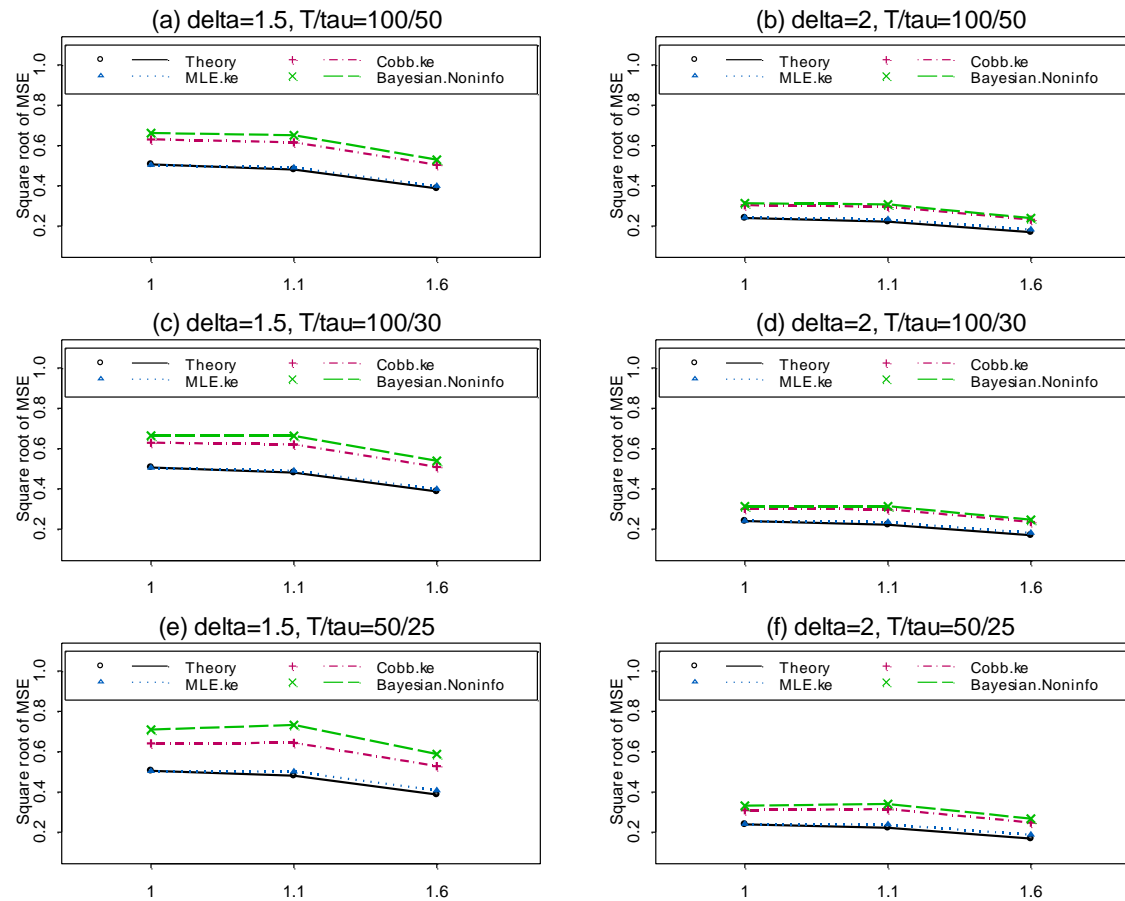 (a) delta=1.5, T/tau=100/50
Theory Cobb.ke
MLE.ke Bayesian.Noninfo
Square root of MSE
1.0
0.8
0.6
0.4
0.2
1 1.1 1.6
(b) delta=2, T/tau=100/50
Theory Cobb.ke
MLE.ke Bayesian.Noninfo
Square root of MSE
1.0
0.8
0.6
0.4
0.2
1 1.1 1.6
(c) delta=1.5, T/tau=100/30
Theory Cobb.ke
MLE.ke Bayesian.Noninfo
Square root of MSE
1.0
0.8
0.6
0.4
0.2
1 1.1 1.6
(d) delta=2, T/tau=100/30
Theory Cobb.ke
MLE.ke Bayesian.Noninfo
Square root of MSE
1.0
0.8
0.6
0.4
0.2
1 1.1 1.6
(e) delta=1.5, T/tau=50/25
Theory Cobb.ke
MLE.ke Bayesian.Noninfo
Square root of MSE
1.0
0.8
0.6
0.4
0.2
1 1.1 1.6
(f) delta=2, T/tau=50/25
Theory Cobb.ke
MLE.ke Bayesian.Noninfo
Square root of MSE
1.0
0.8
0.6
0.4
0.2
1 1.1 1.6